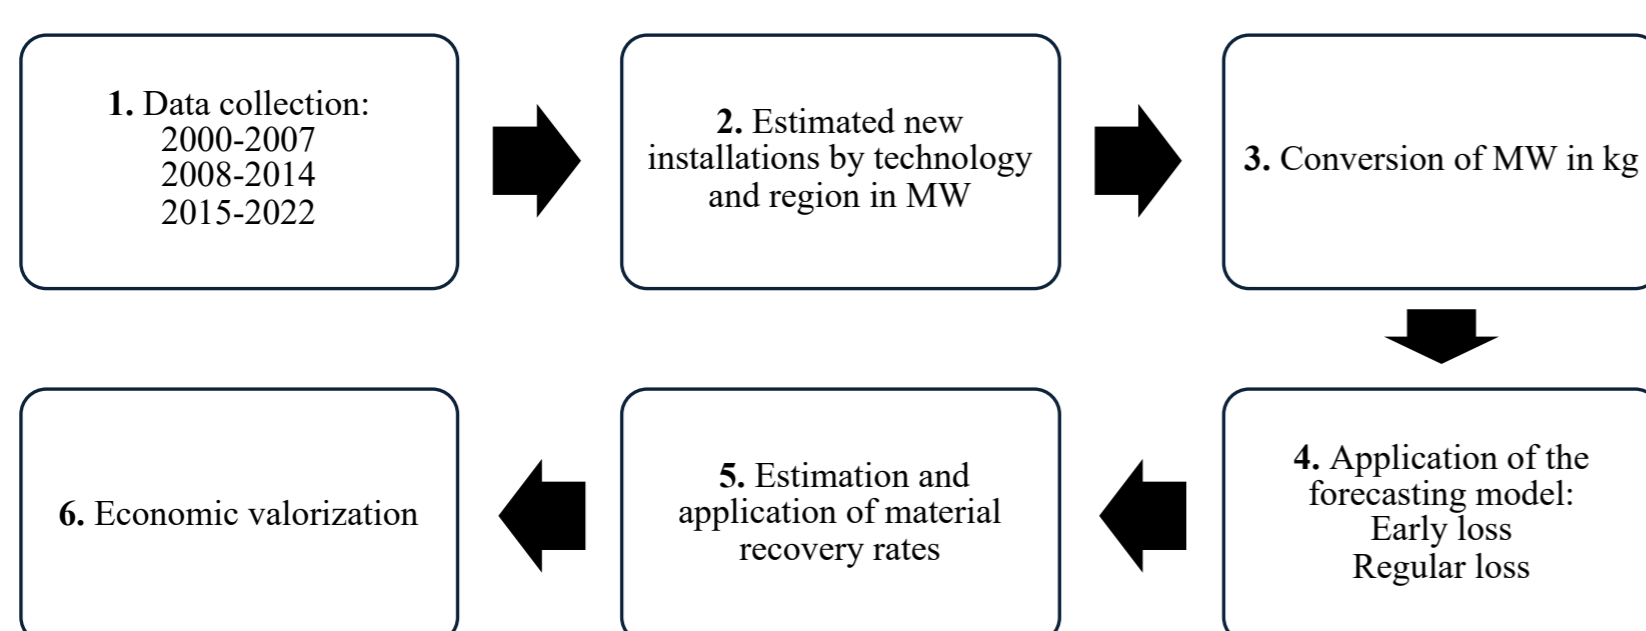 1. Data collection:
2000-2007
2008-2014
2015-2022
2. Estimated new
installations by technology
and region in MW
3. Conversion of MW in kg
4. Application of the
forecasting model:
Early loss
Regular loss
5. Estimation and
application of material
recovery rates
6. Economic valorization